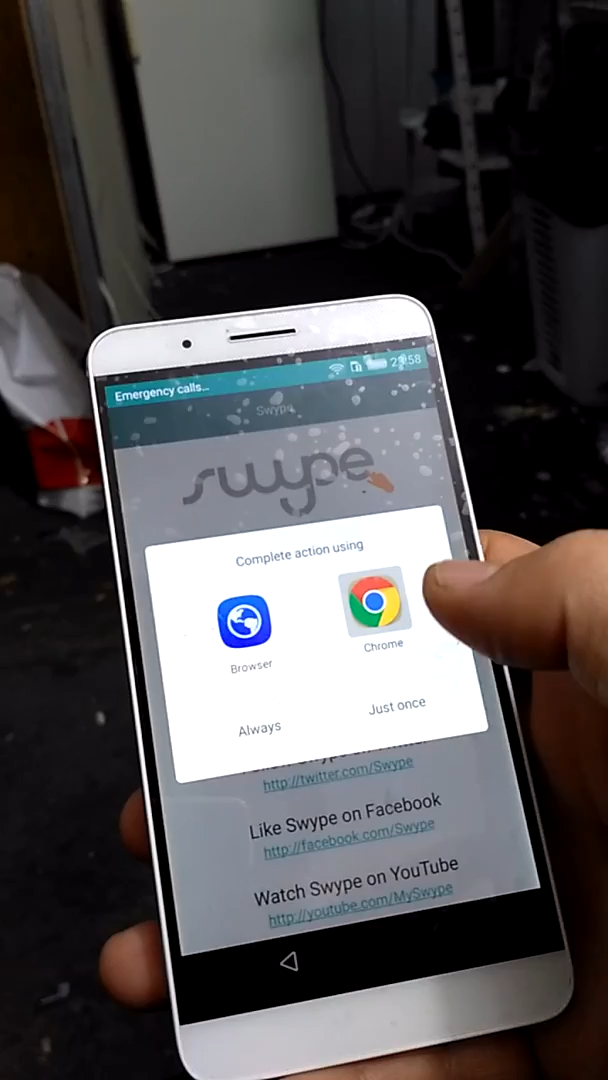 Emergency calls...
23:58
Swype
swype
Complete action using
Browser
Chrome
Always
Just once
http://twitter.com/Swype
Like Swype on Facebook
http://facebook.com/Swype
Watch Swype on YouTube
http://youtube.com/MySwype